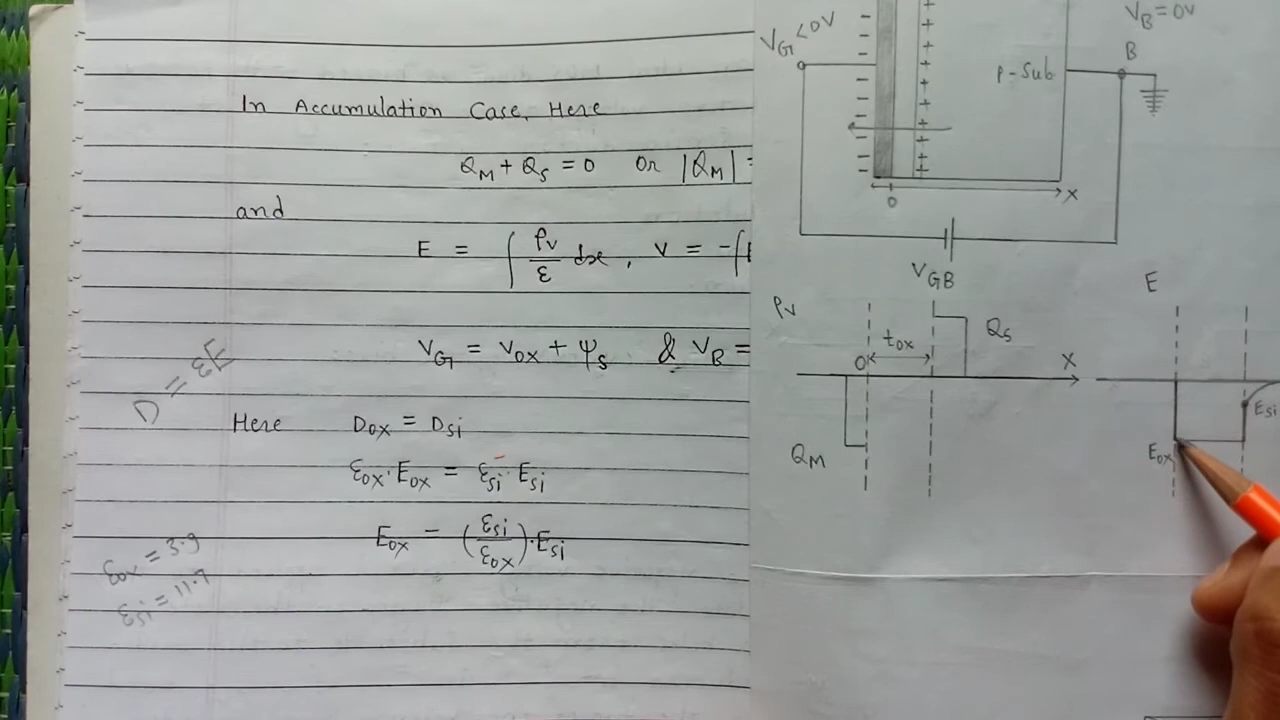 In Accumulation Case, Here
Q_M + Q_S = 0 or |Q_M| =
and
E = ∫ ρ_v/ε dx, V = -∫
V_G = V_OX + Ψ_S & V_B =
D = εE
Here D_OX = D_Si
ε_OX · E_OX = ε_Si · E_Si
E_OX = (ε_Si/ε_OX) · E_Si
ε_OX = 3.9
ε_Si = 11.7
V_G < 0V
V_B = 0V
B
P-Sub
0
X
V_GB
ρ_v
E
Q_S
t_OX
0
X
E_Si
Q_M
E_OX